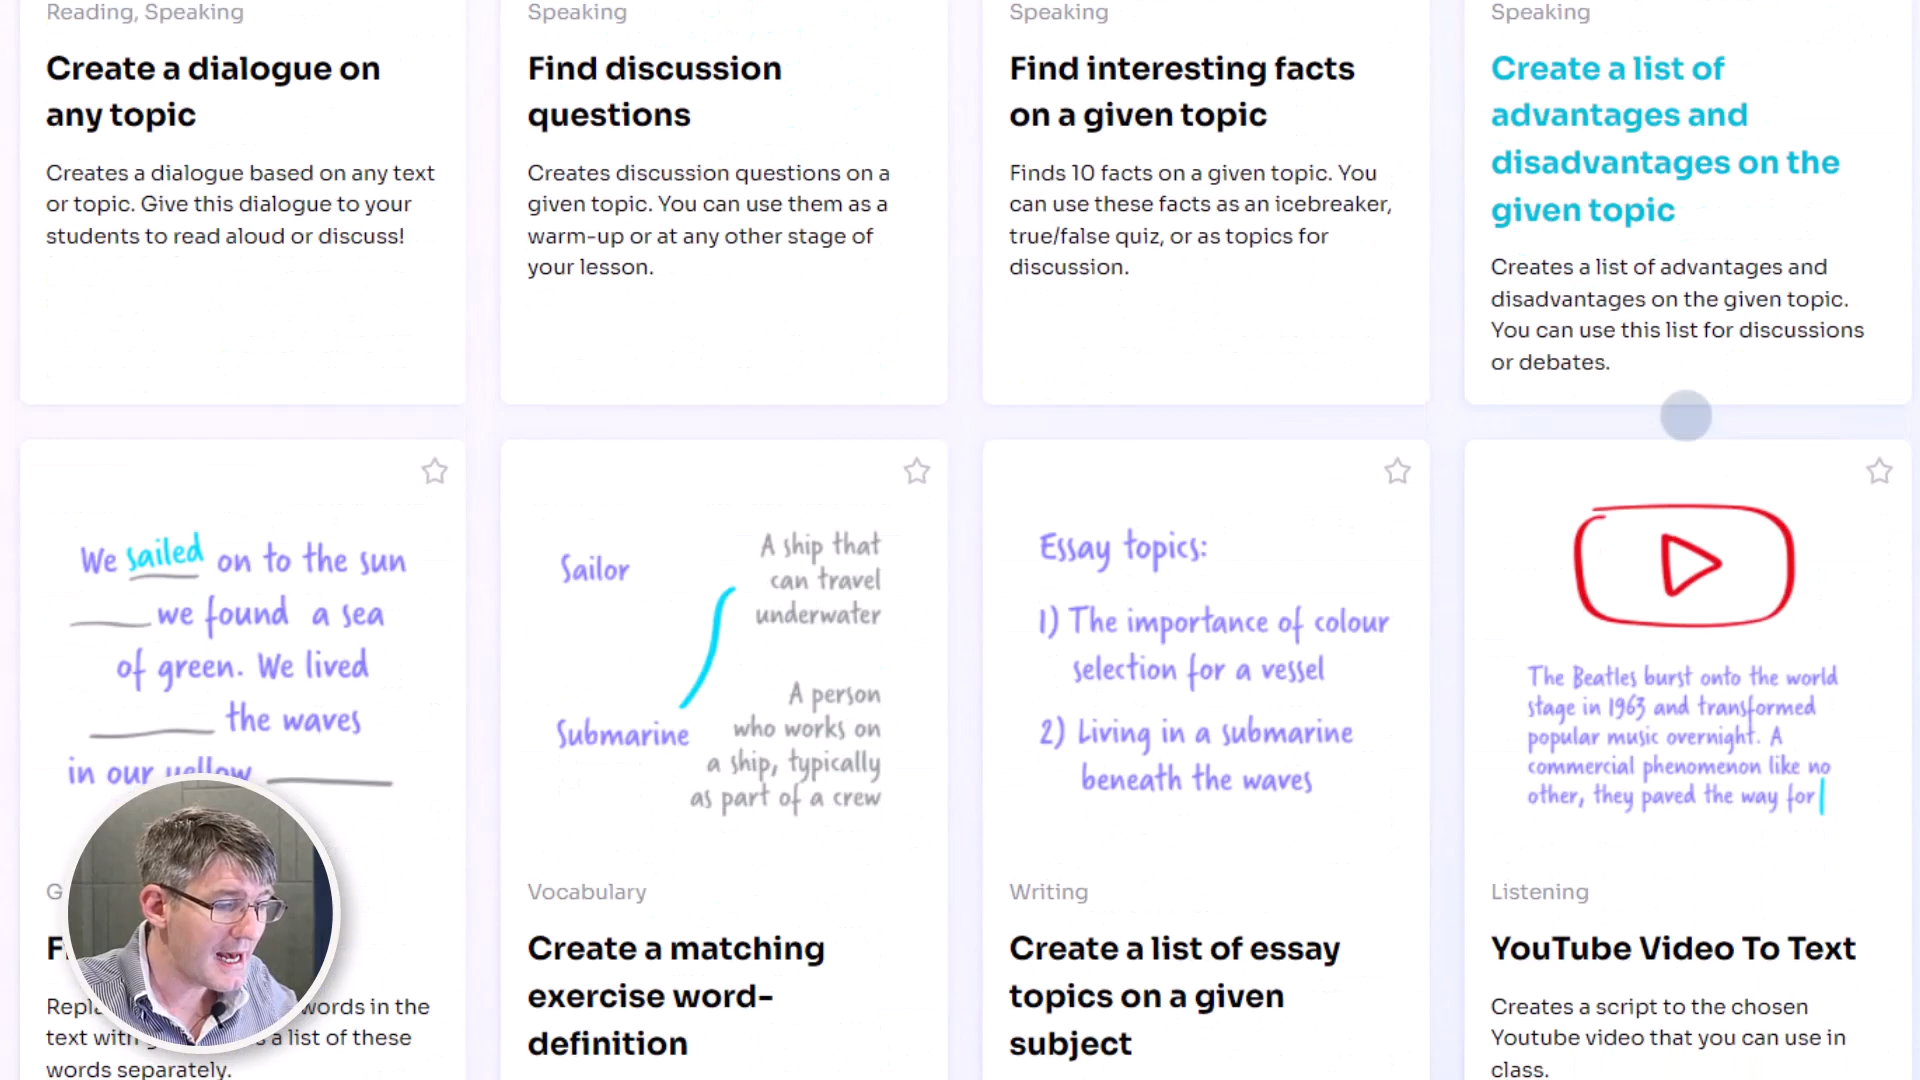 Reading, Speaking
Create a dialogue on
any topic
Creates a dialogue based on any text
or topic. Give this dialogue to your
students to read aloud or discuss!
Speaking
Find discussion
questions
Creates discussion questions on a
given topic. You can use them as a
warm-up or at any other stage of
your lesson.
Speaking
Find interesting facts
on a given topic
Finds 10 facts on a given topic. You
can use these facts as an icebreaker,
true/false quiz, or as topics for
discussion.
Speaking
Create a list of
advantages and
disadvantages on the
given topic
Creates a list of advantages and
disadvantages on the given topic.
You can use this list for discussions
or debates.
We sailed on to the sun
we found a sea
of green. We lived
the waves
in our yellow
words in the
text with
a list of these
words separately.
Sailor
A ship that
can travel
underwater
Submarine
A person
who works on
a ship, typically
as part of a crew
Vocabulary
Create a matching
exercise word-
definition
Essay topics:
1) The importance of colour
selection for a vessel
2) Living in a submarine
beneath the waves
Writing
Create a list of essay
topics on a given
subject
The Beatles burst onto the world
stage in 1963 and transformed
popular music overnight. A
commercial phenomenon like no
other, they paved the way for
Listening
YouTube Video To Text
Creates a script to the chosen
Youtube video that you can use in
class.